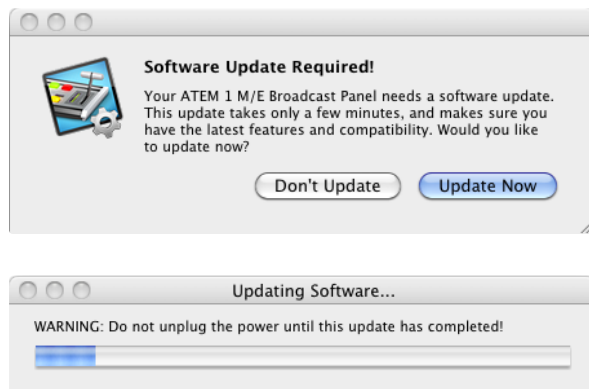 Software Update Required!
Your ATEM 1 M/E Broadcast Panel needs a software update.
This update takes only a few minutes, and makes sure you
have the latest features and compatibility. Would you like
to update now?
Don't Update
Update Now
Updating Software...
WARNING: Do not unplug the power until this update has completed!